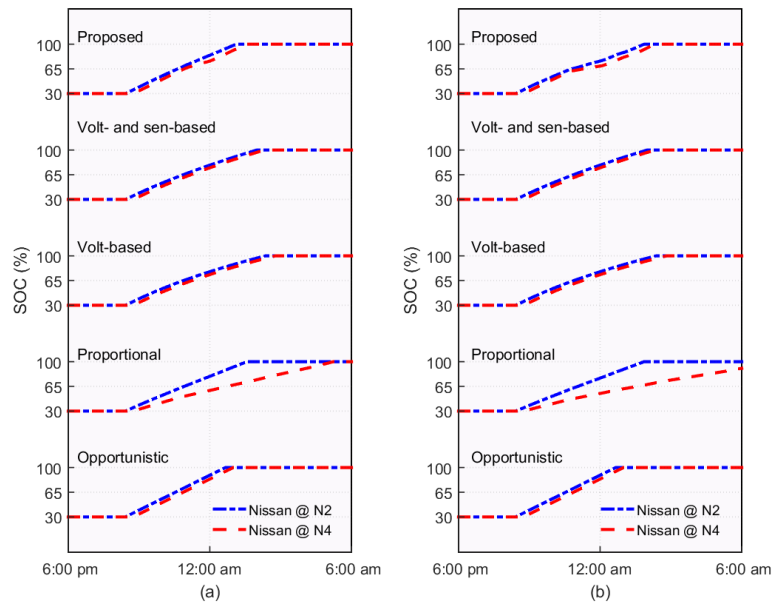 Proposed
100
65
30
Volt- and sen-based
100
65
30
Volt-based
100
65
30
SOC (%)
Proportional
100
65
30
Opportunistic
100
65
30
Nissan @ N2
Nissan @ N4
6:00 pm
12:00 am
6:00 am
(a)
Proposed
100
65
30
Volt- and sen-based
100
65
30
Volt-based
100
65
30
SOC (%)
Proportional
100
65
30
Opportunistic
100
65
30
Nissan @ N2
Nissan @ N4
6:00 pm
12:00 am
6:00 am
(b)